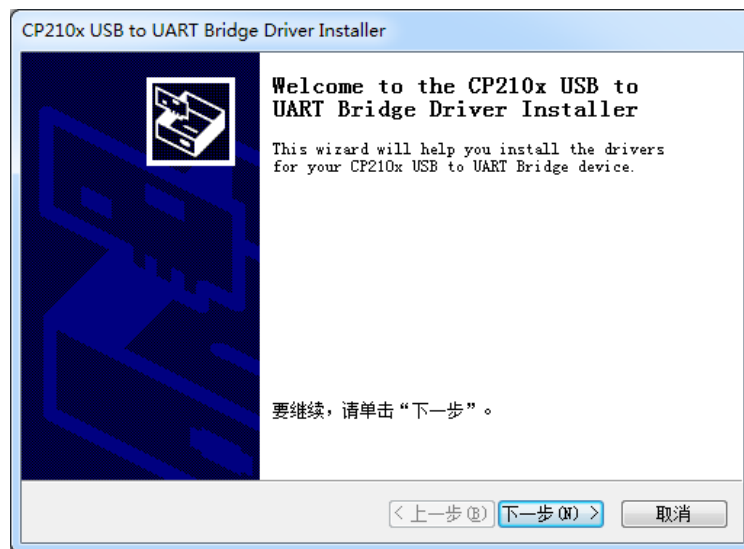 CP210x USB to UART Bridge Driver Installer
Welcome to the CP210x USB to
UART Bridge Driver Installer
This wizard will help you install the drivers
for your CP210x USB to UART Bridge device.
要继续，请单击“下一步”。
< 上一步(B) 下一步(N) > 取消